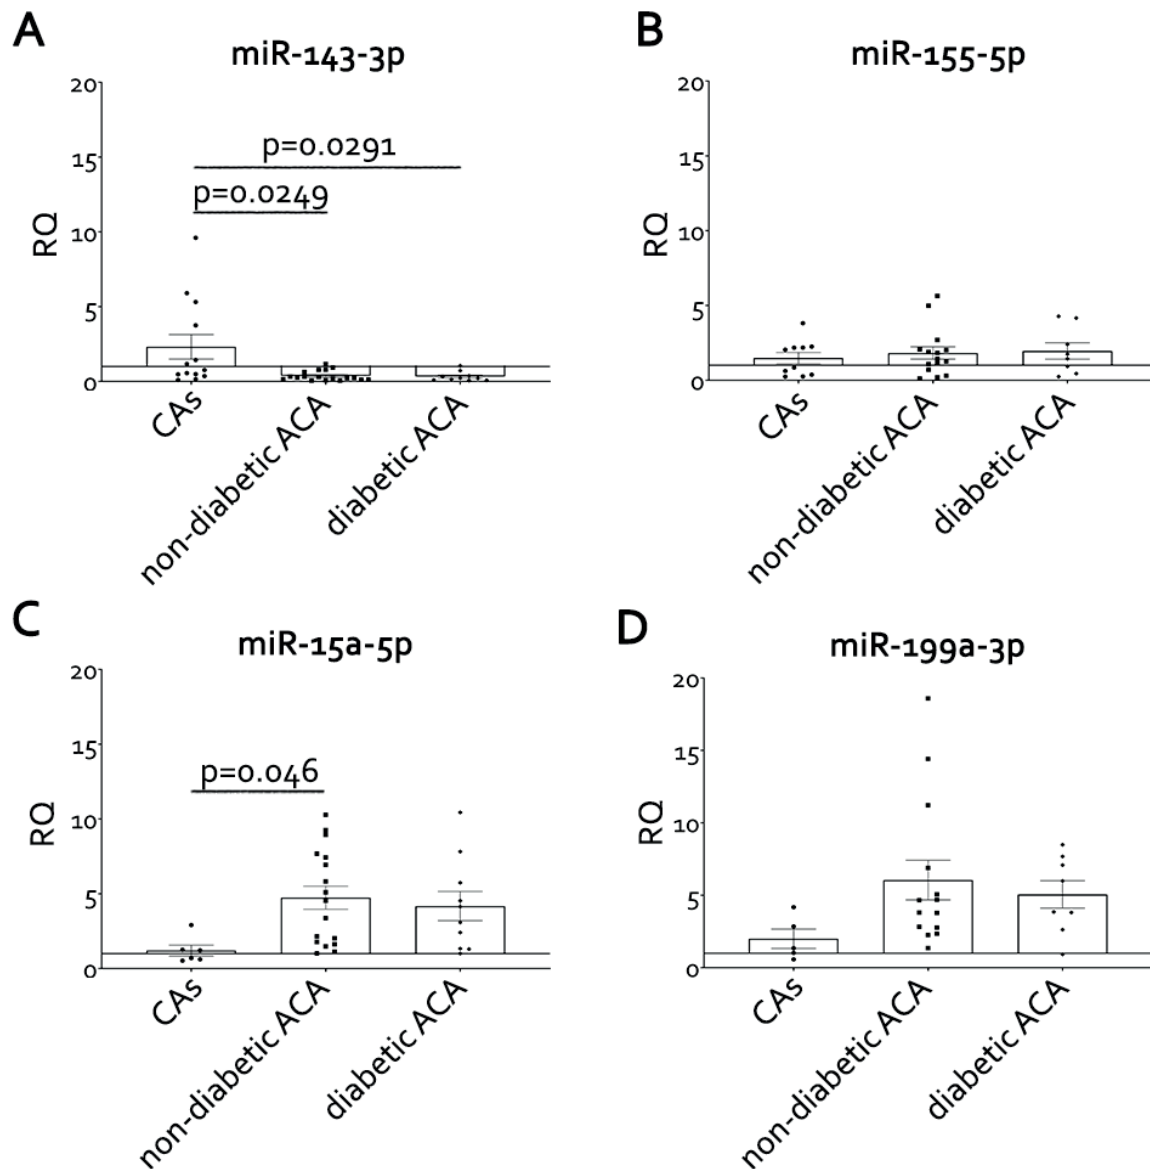 A
miR-143-3p
20
15
10
5
0
RQ
p=0.0291
p=0.0249
CAs
non-diabetic ACA
diabetic ACA
B
miR-155-5p
20
15
10
5
0
RQ
CAs
non-diabetic ACA
diabetic ACA
C
miR-15a-5p
20
15
10
5
0
RQ
p=0.046
CAs
non-diabetic ACA
diabetic ACA
D
miR-199a-3p
20
15
10
5
0
RQ
CAs
non-diabetic ACA
diabetic ACA